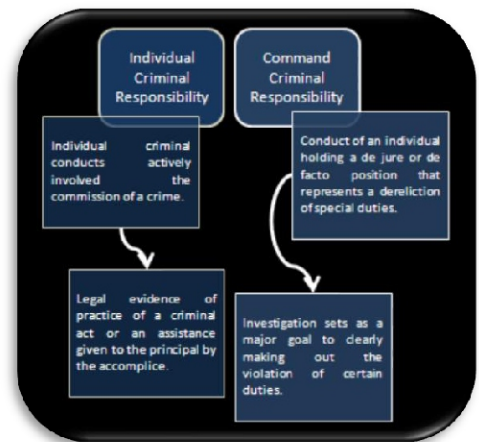 Individual
Criminal
Responsibility
Command
Criminal
Responsibility
Individual criminal
conducts actively
involved the
commission of a crime.
Conduct of an individual
holding a de jure or de
facto position that
represents a dereliction
of special duties.
Legal evidence of
practice of a criminal
act or an assistance
given to the principal by
the accomplice.
Investigation sets as a
major goal to clearly
making out the
violation of certain
duties.